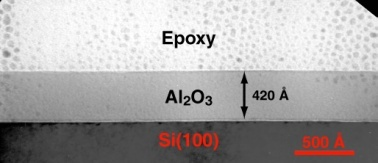 Epoxy
Al₂O₃
420 Å
Si(100)
500 Å